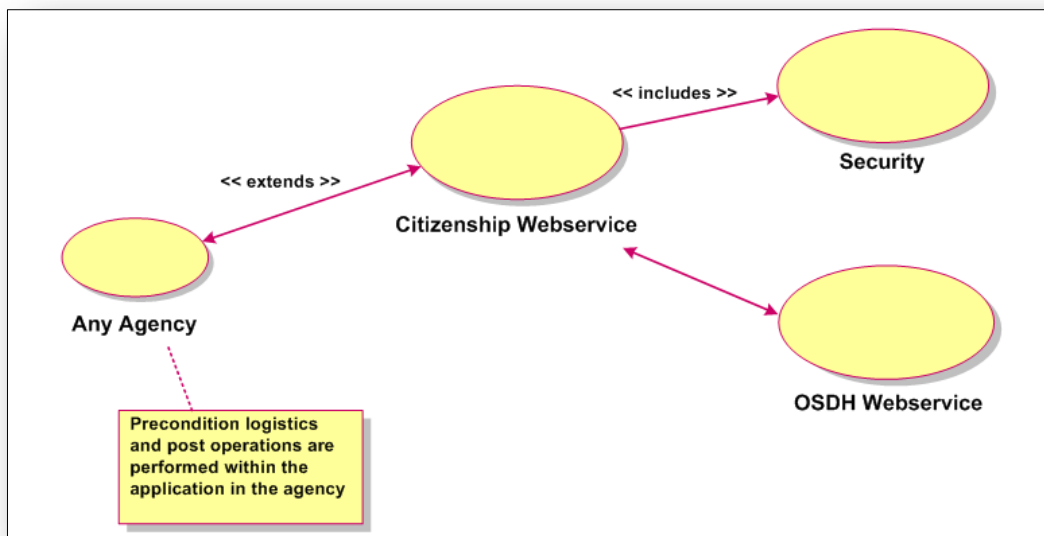 << includes >>
Security
<< extends >>
Citizenship Webservice
Any Agency
OSDH Webservice
Precondition logistics
and post operations are
performed within the
application in the agency